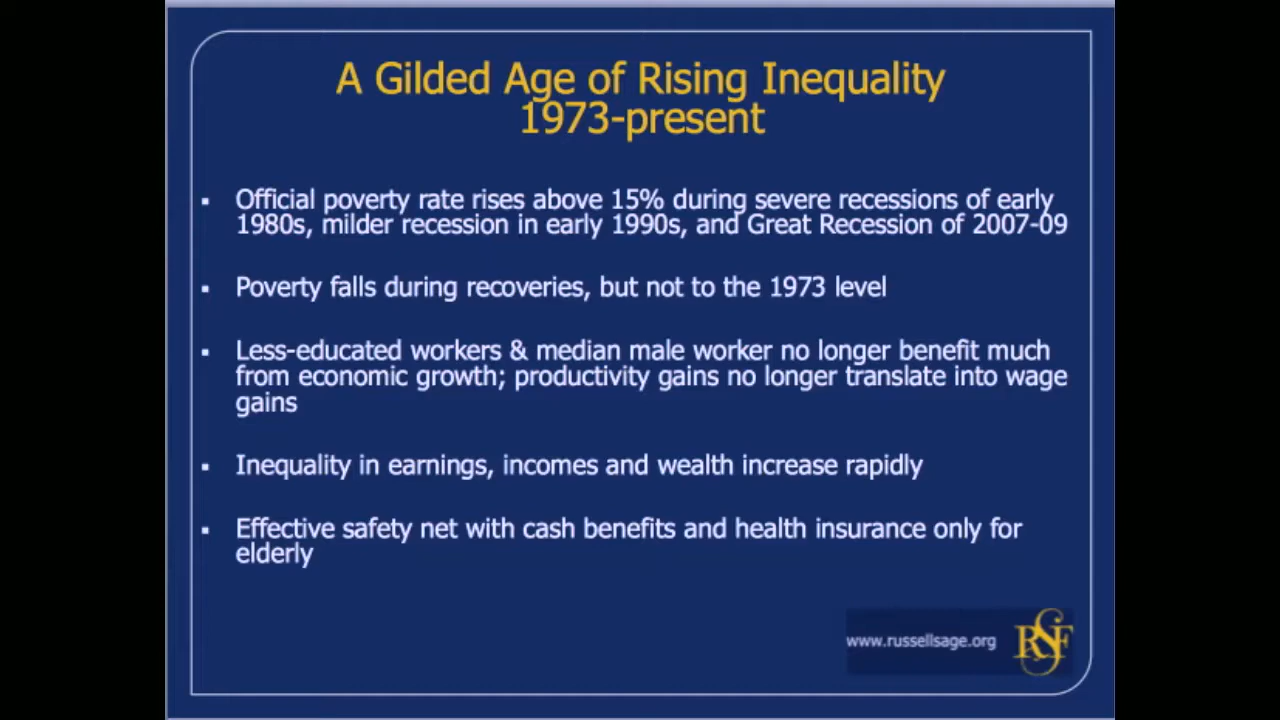 A Gilded Age of Rising Inequality
1973-present
▪ Official poverty rate rises above 15% during severe recessions of early
1980s, milder recession in early 1990s, and Great Recession of 2007-09
▪ Poverty falls during recoveries, but not to the 1973 level
▪ Less-educated workers & median male worker no longer benefit much
from economic growth; productivity gains no longer translate into wage
gains
▪ Inequality in earnings, incomes and wealth increase rapidly
▪ Effective safety net with cash benefits and health insurance only for
elderly
www.russellsage.org
RSF